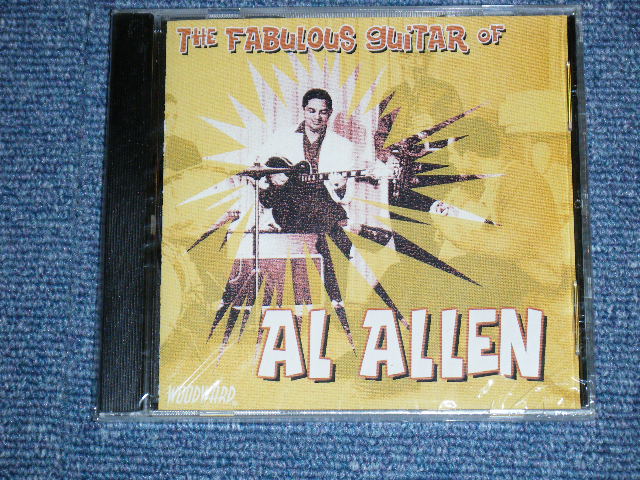 THE FABULOUS GUITAR OF
AL ALLEN
WOODWARD